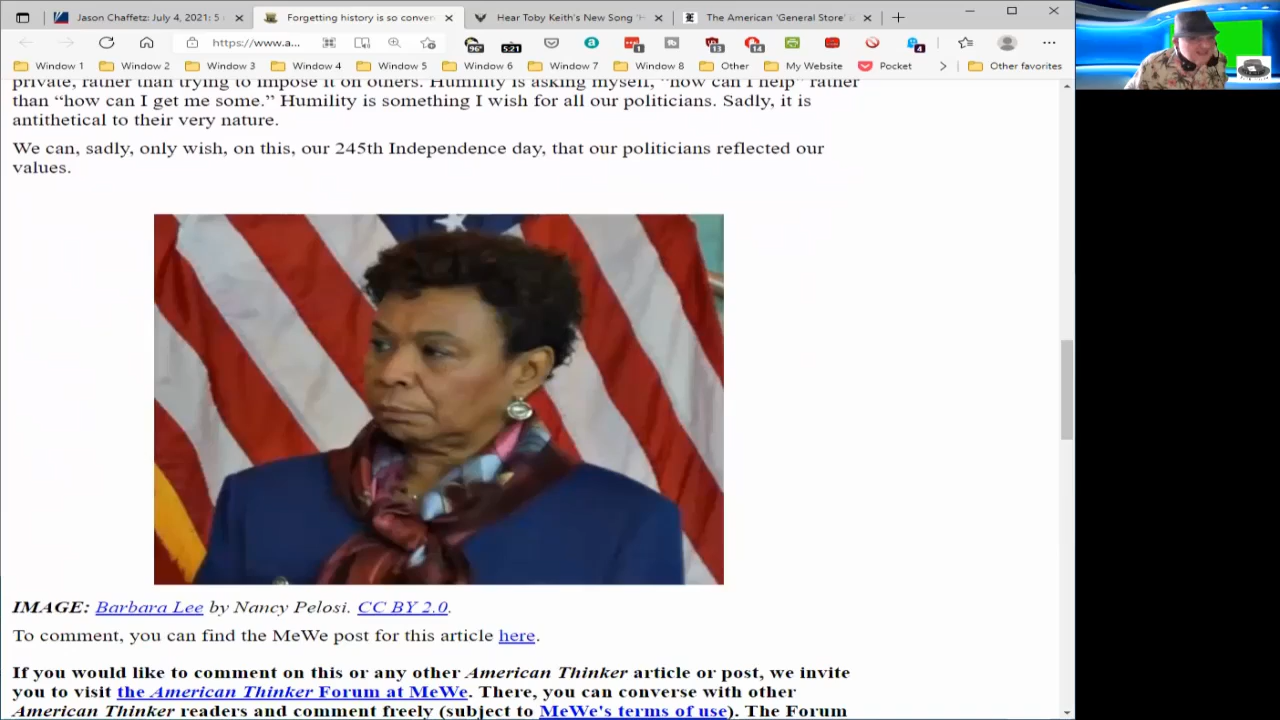 Jason Chaffetz: July 4, 2021: 5
Forgetting history is so conver
Hear Toby Keith's New Song 'H
The American 'General Store'
https://www.a...
96°
5:21
1
13
14
4
Window 1
Window 2
Window 3
Window 4
Window 5
Window 6
Window 7
Window 8
Other
My Website
Pocket
Other favorites
private, rather than trying to impose it on others. Humility is asking myself, "how can I help" rather
than "how can I get me some." Humility is something I wish for all our politicians. Sadly, it is
antithetical to their very nature.
We can, sadly, only wish, on this, our 245th Independence day, that our politicians reflected our
values.
IMAGE: Barbara Lee by Nancy Pelosi. CC BY 2.0.
To comment, you can find the MeWe post for this article here.
If you would like to comment on this or any other American Thinker article or post, we invite
you to visit the American Thinker Forum at MeWe. There, you can converse with other
American Thinker readers and comment freely (subject to MeWe's terms of use). The Forum